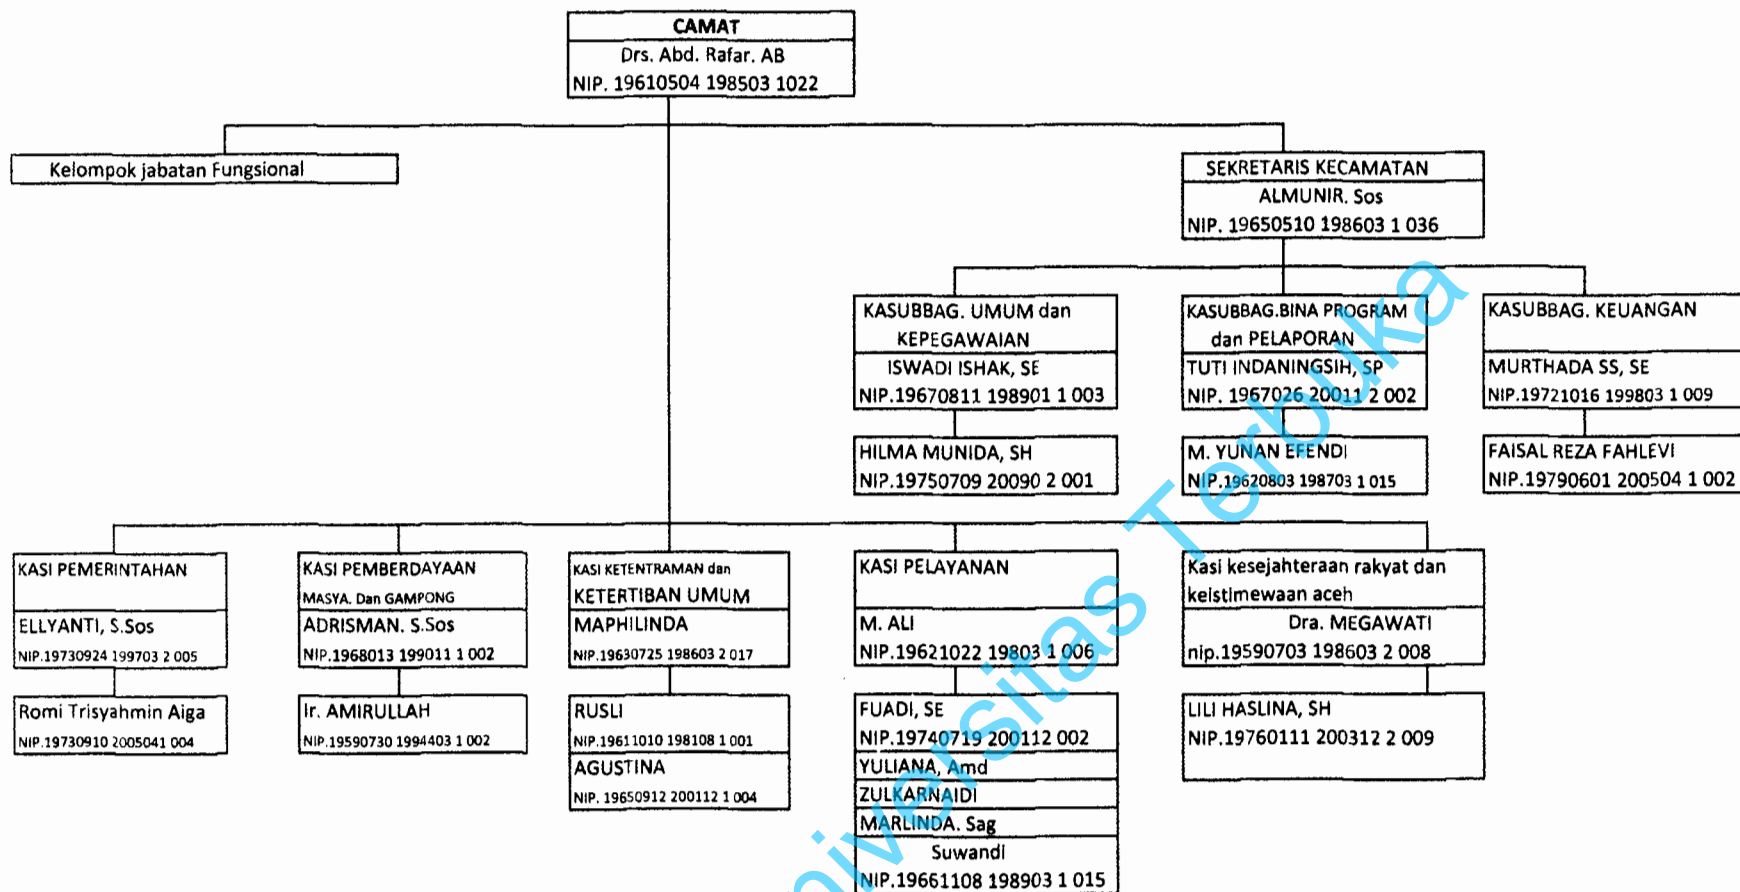 CAMAT
Drs. Abd. Rafar. AB
NIP. 19610504 198503 1022
Kelompok jabatan Fungsional
SEKRETARIS KECAMATAN
ALMUNIR. Sos
NIP. 19650510 198603 1 036
KASUBBAG. UMUM dan
KEPEGAWAIAN
ISWADI ISHAK, SE
NIP.19670811 198901 1 003
HILMA MUNIDA, SH
NIP.19750709 20090 2 001
KASUBBAG.BINA PROGRAM
dan PELAPORAN
TUTI INDANINGSIH, SP
NIP. 1967026 20011 2 002
M. YUNAN EFENDI
NIP.19620803 198703 1 015
KASUBBAG. KEUANGAN
MURTHADA SS, SE
NIP.19721016 199803 1 009
FAISAL REZA FAHLEVI
NIP.19790601 200504 1 002
KASI PEMERINTAHAN
ELLYANTI, S.Sos
NIP.19730924 199703 2 005
Romi Trisyahmin Aiga
NIP.19730910 2005041 004
KASI PEMBERDAYAAN
MASYA. Dan GAMPONG
ADRISMAN. S.Sos
NIP.1968013 199011 1 002
Ir. AMIRULLAH
NIP.19590730 1994403 1 002
KASI KETENTRAMAN dan
KETERTIBAN UMUM
MAPHILINDA
NIP.19630725 198603 2 017
RUSLI
NIP.19611010 198108 1 001
AGUSTINA
NIP. 19650912 200112 1 004
KASI PELAYANAN
M. ALI
NIP.19621022 19803 1 006
FUADI, SE
NIP.19740719 200112 002
YULIANA, Amd
ZULKARNAIDI
MARLINDA. Sag
Suwandi
NIP.19661108 198903 1 015
Kasi kesejahteraan rakyat dan
keistimewaan aceh
Dra. MEGAWATI
nip.19590703 198603 2 008
LILI HASLINA, SH
NIP.19760111 200312 2 009
niversitas Terbuka